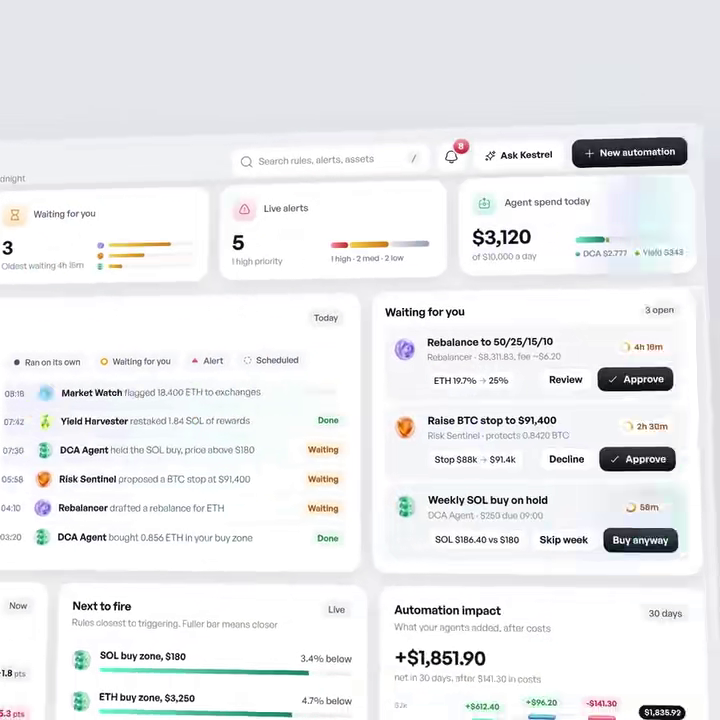 Search rules, alerts, assets /
8
Ask Kestrel
+ New automation
Waiting for you
3
Oldest waiting 4h 18m
Live alerts
5
1 high priority
1 high · 2 med · 2 low
Agent spend today
$3,120
of $10,000 a day
DCA $2,777 Yield $343
Today
Ran on its own Waiting for you Alert Scheduled
08:16 Market Watch flagged 18,400 ETH to exchanges
07:42 Yield Harvester restaked 1.84 SOL of rewards Done
07:30 DCA Agent held the SOL buy, price above $180 Waiting
05:58 Risk Sentinel proposed a BTC stop at $91,400 Waiting
04:10 Rebalancer drafted a rebalance for ETH Waiting
03:20 DCA Agent bought 0.856 ETH in your buy zone Done
Waiting for you 3 open
Rebalance to 50/25/15/10 4h 18m
Rebalancer · $8,311.83, fee ~$6.20
ETH 19.7% → 25% Review Approve
Raise BTC stop to $91,400 2h 30m
Risk Sentinel · protects 0.8420 BTC
Stop $88k → $91.4k Decline Approve
Weekly SOL buy on hold 58m
DCA Agent · $250 due 09:00
SOL $186.40 vs $180 Skip week Buy anyway
Now
pts
pts
Next to fire Live
Rules closest to triggering. Fuller bar means closer
SOL buy zone, $180 3.4% below
ETH buy zone, $3,250 4.7% below
Automation impact 30 days
What your agents added, after costs
+$1,851.90
net in 30 days, after $141.30 in costs
$2k +$612.40 +$96.20 -$141.30 $1,835.92